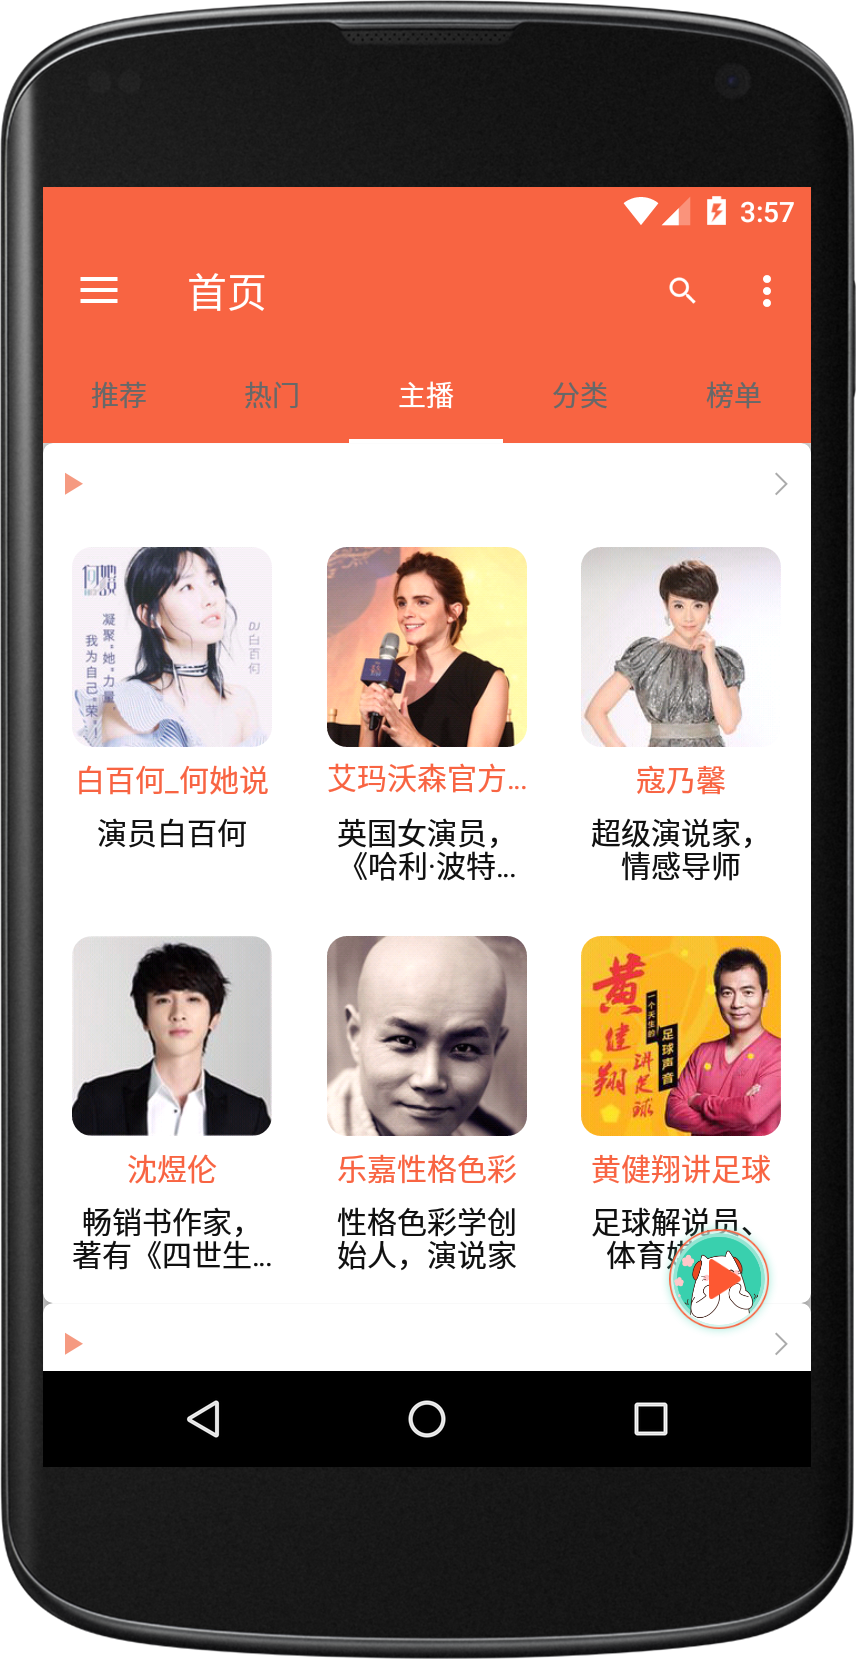 3:57
首页
推荐 热门 主播 分类 榜单
何她说
凝聚"她"力量
我为自己"荣"!
DJ白百何
白百何_何她说
艾玛沃森官方...
寇乃馨
演员白百何
英国女演员，
《哈利·波特...
超级演说家，
情感导师
黄健翔讲足球
一个天生的
足球声音
沈煜伦
乐嘉性格色彩
黄健翔讲足球
畅销书作家，
著有《四世生...
性格色彩学创
始人，演说家
足球解说员、
体育